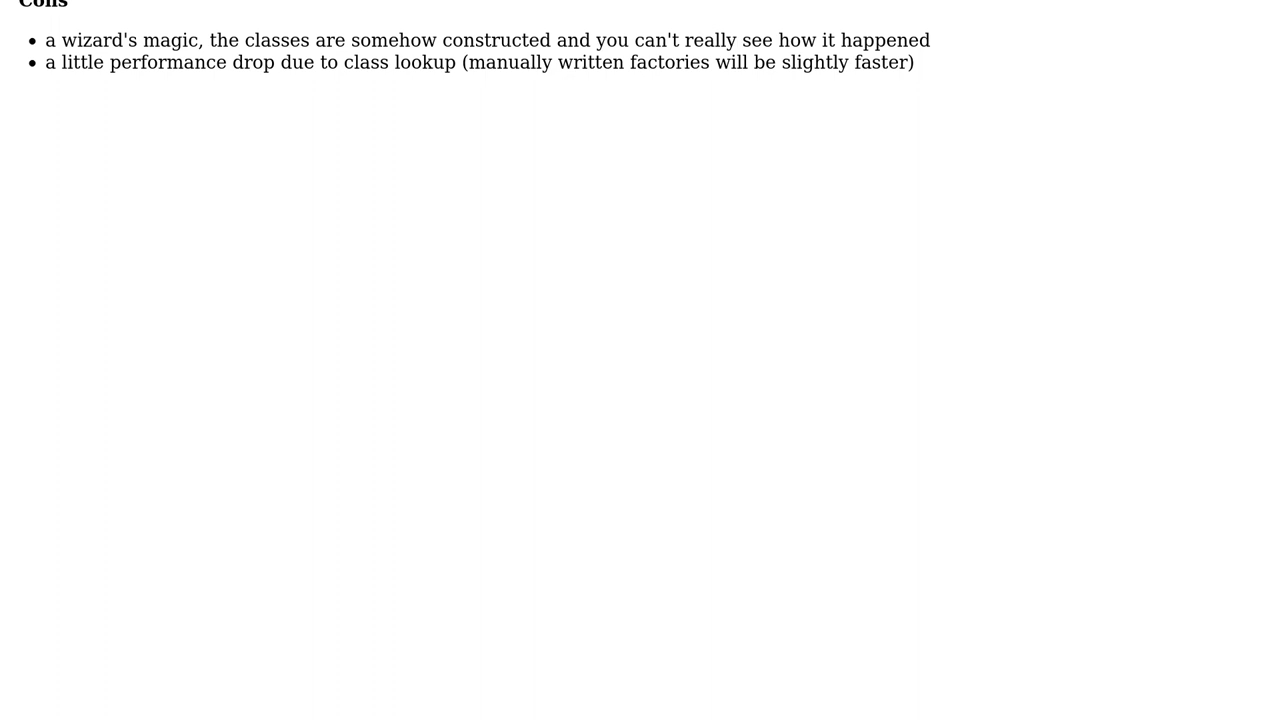 Cons
• a wizard's magic, the classes are somehow constructed and you can't really see how it happened
• a little performance drop due to class lookup (manually written factories will be slightly faster)